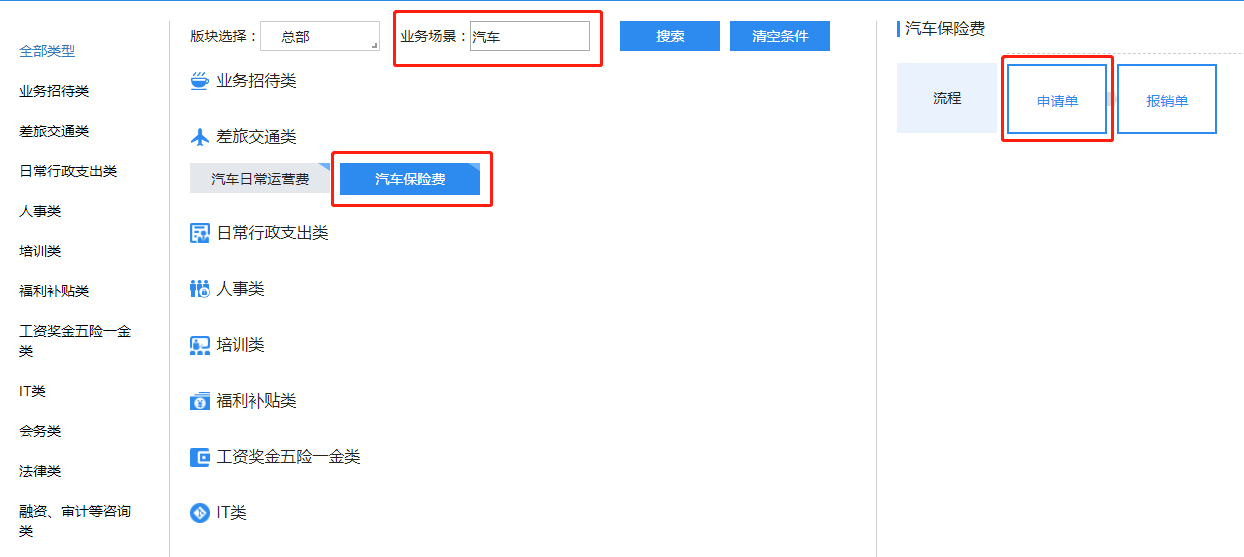 全部类型
业务招待类
差旅交通类
日常行政支出类
人事类
培训类
福利补贴类
工资奖金五险一金
类
IT类
会务类
法律类
融资、审计等咨询
类
版块选择： 总部 业务场景： 汽车 搜索 清空条件
业务招待类
差旅交通类
汽车日常运营费 汽车保险费
日常行政支出类
人事类
培训类
福利补贴类
工资奖金五险一金类
IT类
汽车保险费
流程 申请单 报销单